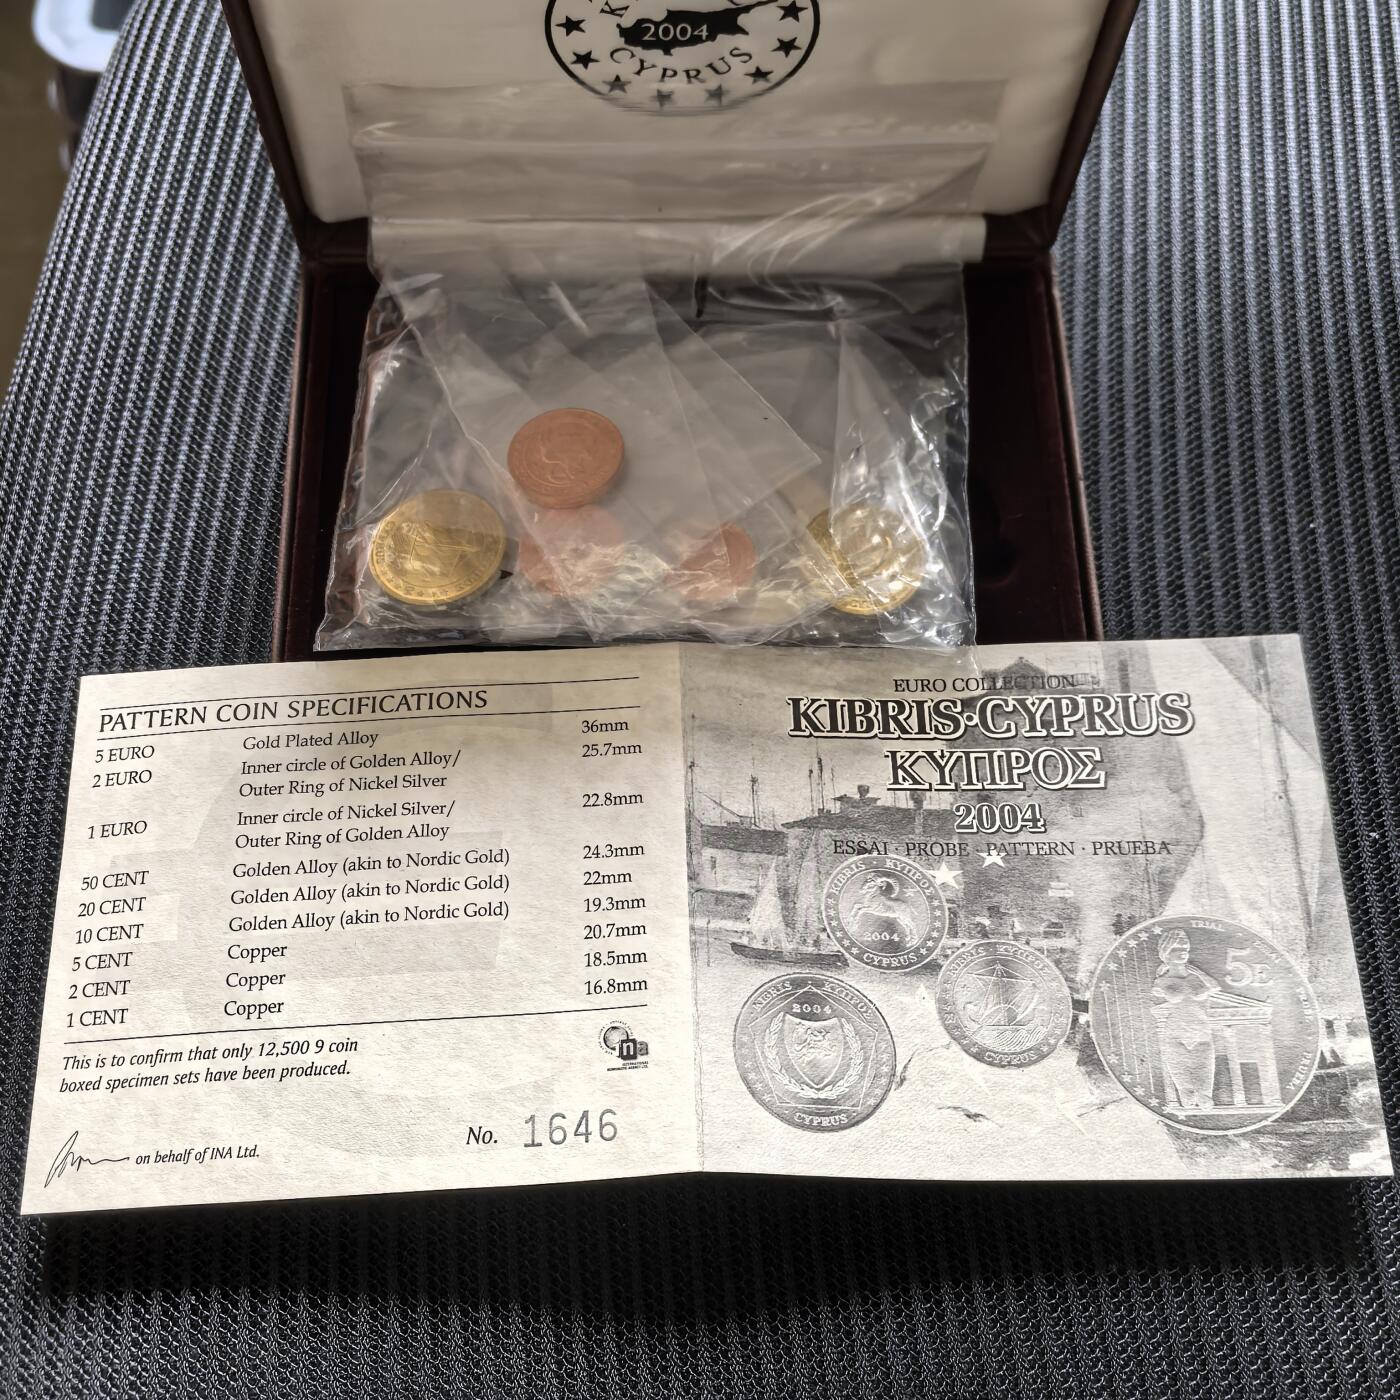 2004
CYPRUS
PATTERN COIN SPECIFICATIONS
5 EURO Gold Plated Alloy 36mm
2 EURO Inner circle of Golden Alloy/ 25.7mm
Outer Ring of Nickel Silver
1 EURO Inner circle of Nickel Silver/ 22.8mm
Outer Ring of Golden Alloy
50 CENT Golden Alloy (akin to Nordic Gold) 24.3mm
20 CENT Golden Alloy (akin to Nordic Gold) 22mm
10 CENT Golden Alloy (akin to Nordic Gold) 19.3mm
5 CENT Copper 20.7mm
2 CENT Copper 18.5mm
1 CENT Copper 16.8mm
This is to confirm that only 12,500 9 coin
boxed specimen sets have been produced.
ina
INTERNATIONAL
NUMISMATIC AGENCY LTD.
No. 1646
on behalf of INA Ltd.
EURO COLLECTION
KIBRIS·CYPRUS
ΚΥΠΡΟΣ
2004
ESSAI · PROBE · PATTERN · PRUEBA
KIBRIS · ΚΥΠΡΟΣ
2004
CYPRUS
KIBRIS ΚΥΠΡΟΣ
CYPRUS
KIBRIS ΚΥΠΡΟΣ
2004
CYPRUS
TRIAL
5E